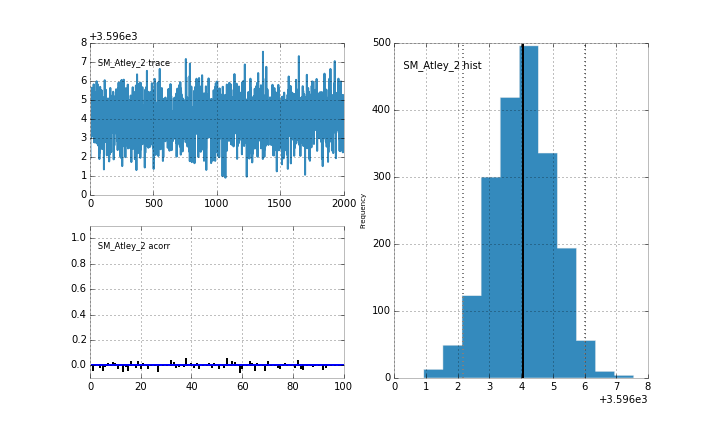 +3.596e3
8
7
6
5
4
3
2
1
0
SM_Atley_2 trace
0 500 1000 1500 2000
1.0
0.8
0.6
0.4
0.2
0.0
SM_Atley_2 acorr
0 20 40 60 80 100
Frequency
500
400
300
200
100
0
SM_Atley_2 hist
0 1 2 3 4 5 6 7 8
+3.596e3